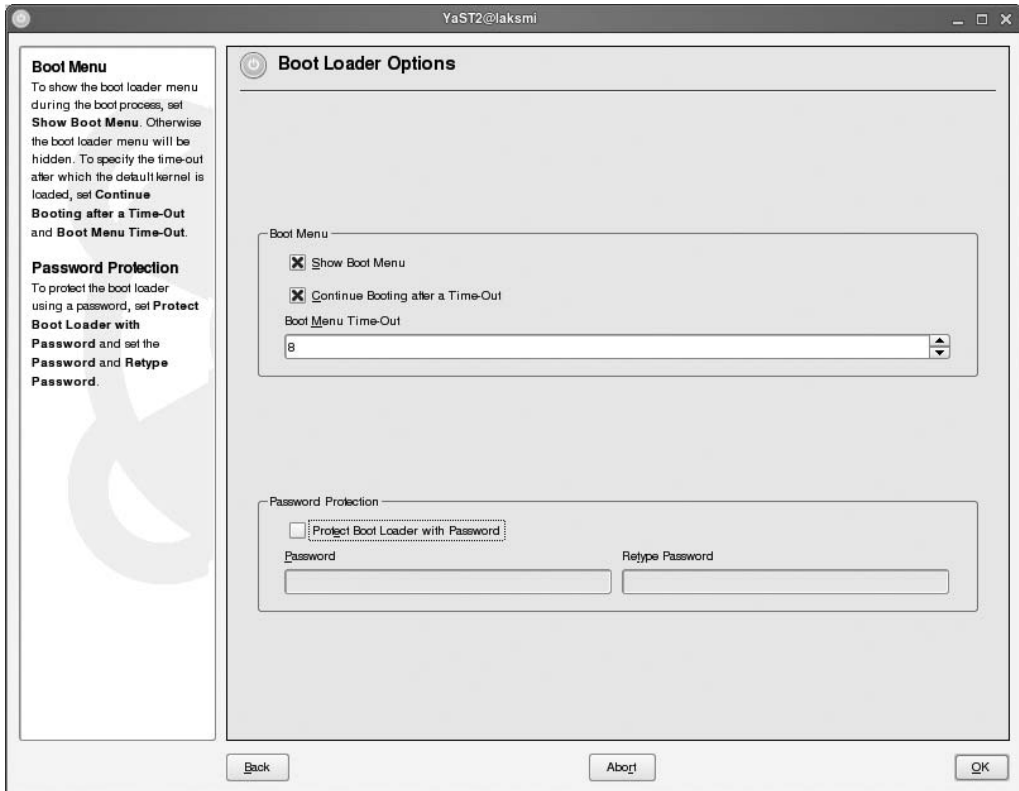 YaST2@laksmi
Boot Menu
To show the boot loader menu
during the boot process, set
Show Boot Menu. Otherwise
the boot loader menu will be
hidden. To specify the time-out
after which the default kernel is
loaded, set Continue
Booting after a Time-Out
and Boot Menu Time-Out.
Password Protection
To protect the boot loader
using a password, set Protect
Boot Loader with
Password and set the
Password and Retype
Password.
Boot Loader Options
Boot Menu
Show Boot Menu
Continue Booting after a Time-Out
Boot Menu Time-Out
8
Password Protection
Protect Boot Loader with Password
Password
Retype Password
Back
Abort
OK